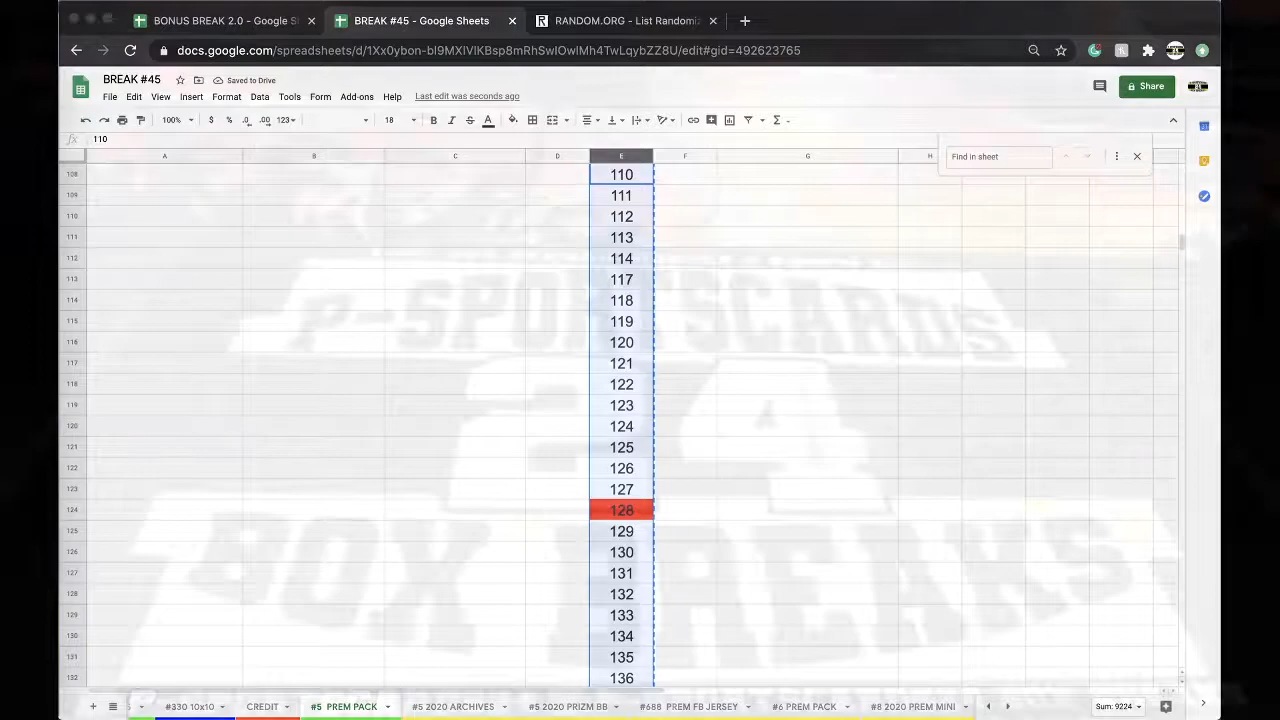 BONUS BREAK 2.0 - Google S
BREAK #45 - Google Sheets
RANDOM.ORG - List Randomiz
docs.google.com/spreadsheets/d/1Xx0ybon-bl9MXlVlKBsp8mRhSwIOwlMh4TwLqybZZ8U/edit#gid=492623765
BREAK #45
Saved to Drive
File Edit View Insert Format Data Tools Form Add-ons Help Last edit was seconds ago
Share
100% $ % .0 .00 123 18 B I S A
fx 110
Find in sheet
A B C D E F G H
108 110
109 111
110 112
111 113
112 114
113 117
114 118
115 119
116 120
117 121
118 122
119 123
120 124
121 125
122 126
123 127
124 128
125 129
126 130
127 131
128 132
129 133
130 134
131 135
132 136
P-SPORTSCARDS
24
BOX BREAKS
#330 10x10 CREDIT #5 PREM PACK #5 2020 ARCHIVES #5 2020 PRIZM BB #688 PREM FB JERSEY #6 PREM PACK #8 2020 PREM MINI
Sum: 9224